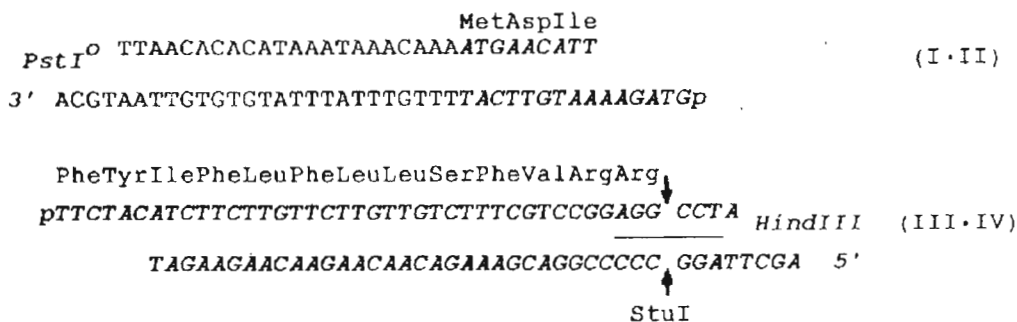 MetAspIle
PstI° TTAACACACATAAATAAACAAAATGAACATT (I·II)
3' ACGTAATTGTGTGTATTTATTTGTTTTACTTGTAAAAGATGp
PheTyrIlePheLeuPheLeuLeuSerPheValArgArg
pTTCTACATCTTCTTGTTCTTGTTGTCTTTCGTCCGGAGG CCTA HindIII (III·IV)
TAGAAGAACAAGAACAACAGAAAGCAGGCCCCC GGATTCGA 5'
StuI